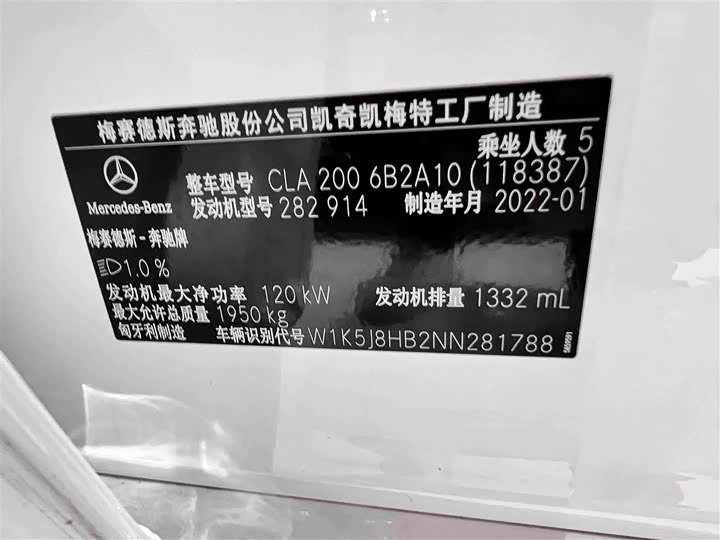 梅赛德斯奔驰股份公司凯奇凯梅特工厂制造
乘坐人数 5
整车型号 CLA 200 6B2A10 (118387)
Mercedes-Benz 发动机型号 282 914 制造年月 2022-01
梅赛德斯-奔驰牌
1.0 %
发动机最大净功率 120 kW 发动机排量 1332 mL
最大允许总质量 1950 kg
匈牙利制造 车辆识别代号 W1K5J8HB2NN281788